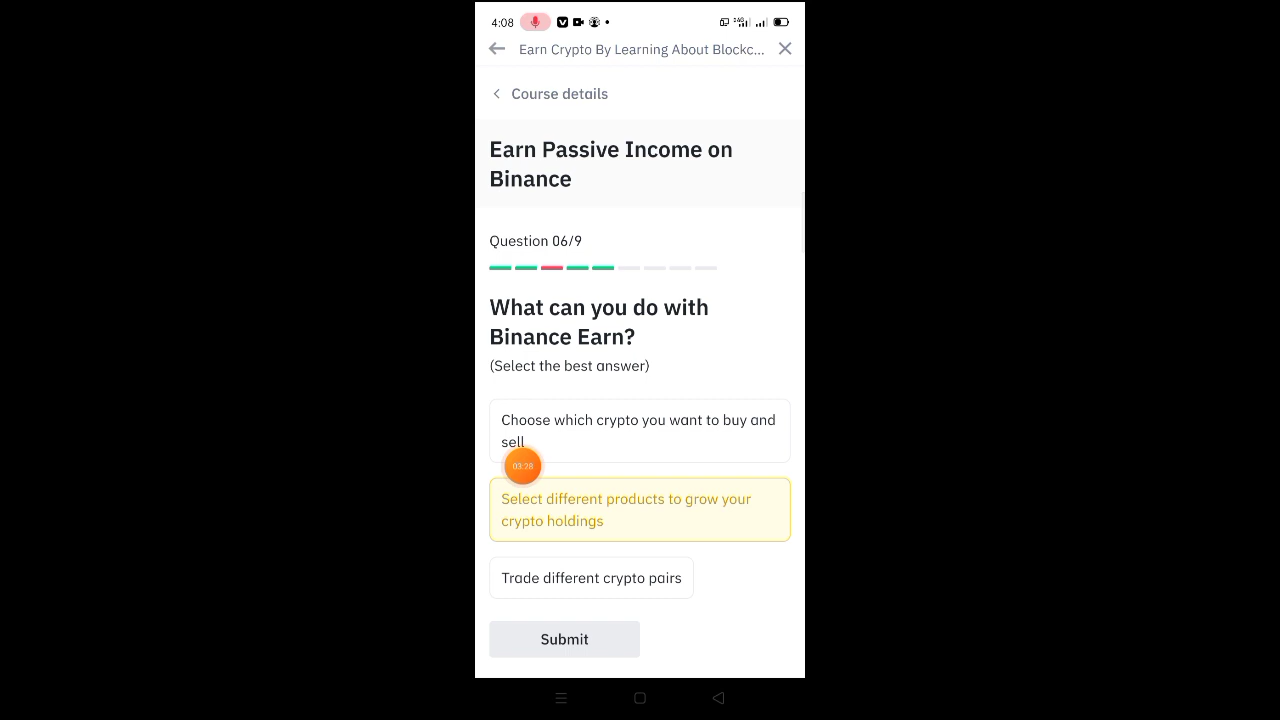 4:08
Earn Crypto By Learning About Blockc...
Course details
Earn Passive Income on
Binance
Question 06/9
What can you do with
Binance Earn?
(Select the best answer)
Choose which crypto you want to buy and
sell
03:28
Select different products to grow your
crypto holdings
Trade different crypto pairs
Submit